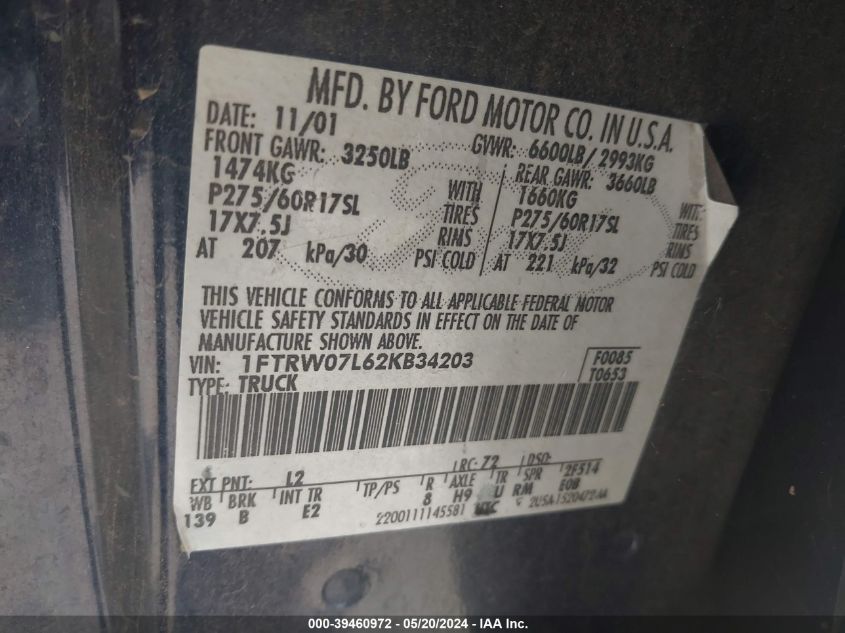 MFD. BY FORD MOTOR CO. IN U.S.A.
DATE: 11/01 GVWR: 6600LB/2993KG
FRONT GAWR: 3250LB REAR GAWR: 3660LB
1474KG WITH 1660KG WITH
P275/60R17SL TIRES P275/60R17SL TIRES
17X7.5J RIMS 17X7.5J RIMS
AT 207 kPa/30 PSI COLD AT 221 kPa/32 PSI COLD
THIS VEHICLE CONFORMS TO ALL APPLICABLE FEDERAL MOTOR
VEHICLE SAFETY STANDARDS IN EFFECT ON THE DATE OF
MANUFACTURE SHOWN ABOVE.
VIN: 1FTRW07L62KB34203 F0085
TYPE: TRUCK T0653
EXT PNT: L2 RC: 72 DSO: 2F514
WB BRK INT TR TP/PS R AXLE TR SPR
139 B E2 8 H9 U RM E08
2200111145581
000-39460972 / 05/20/2024 — IAA Inc.